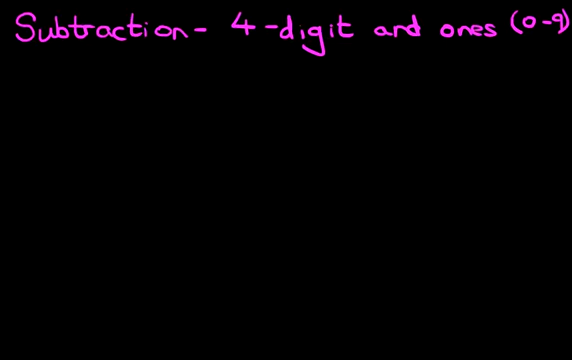 Subtraction - 4-digit and ones (0-9)